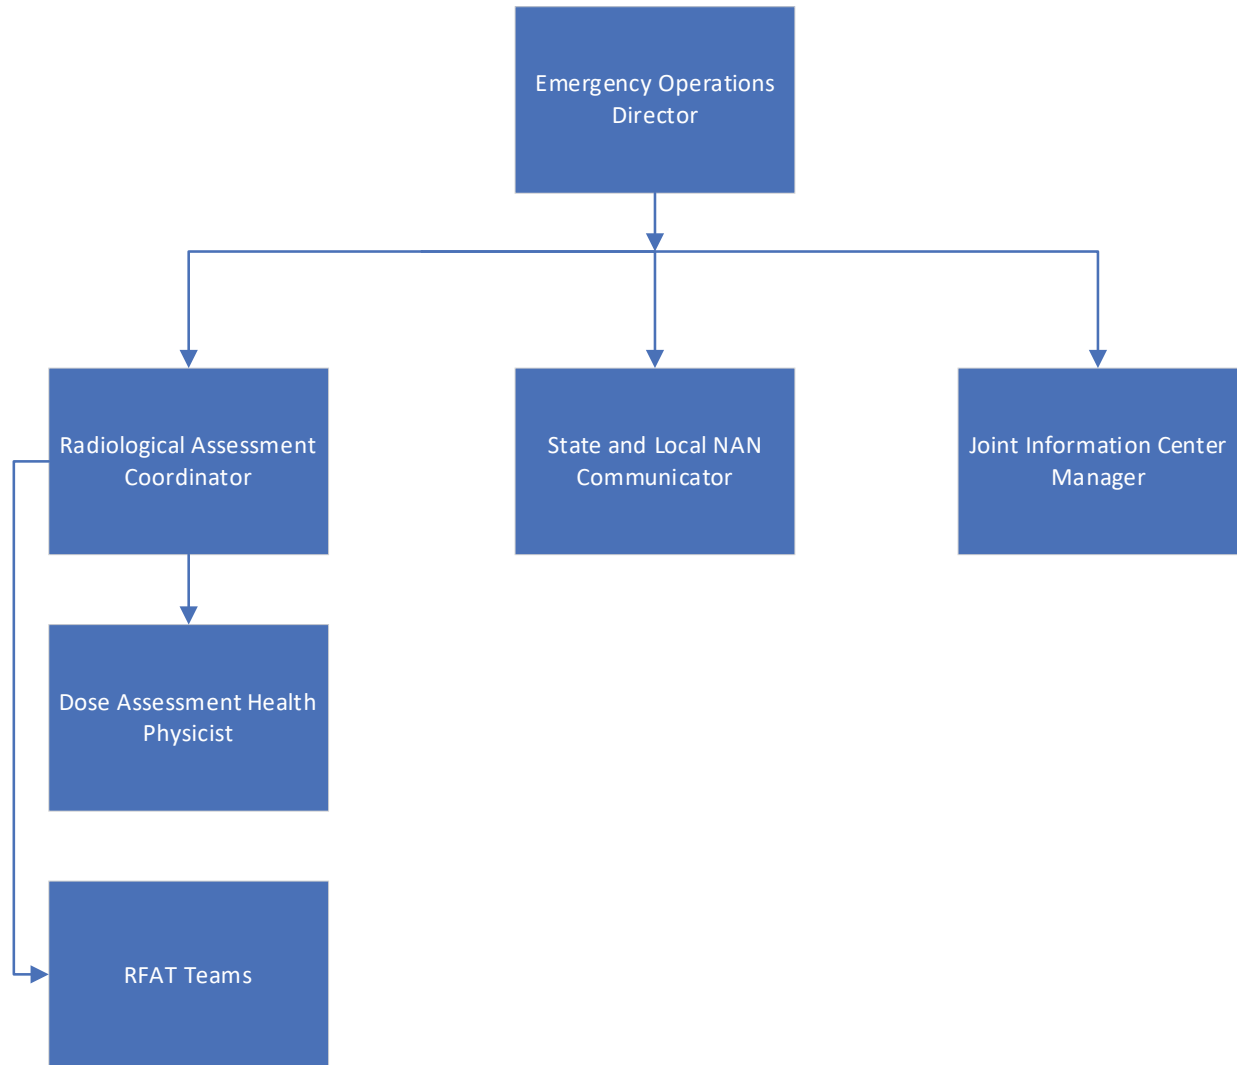 Emergency Operations
Director
Radiological Assessment
Coordinator
State and Local NAN
Communicator
Joint Information Center
Manager
Dose Assessment Health
Physicist
RFAT Teams